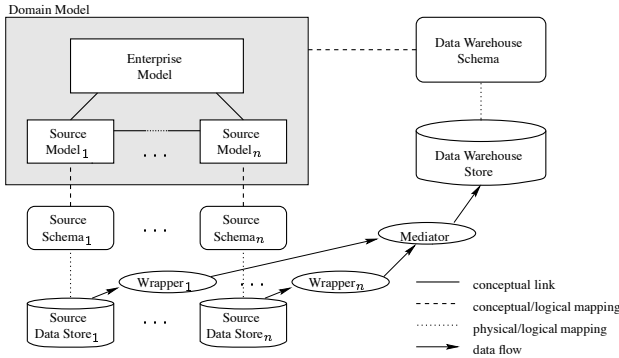 Domain Model
Enterprise
Model
Data Warehouse
Schema
Source
Model1
. . .
Source
Modeln
Data Warehouse
Store
Source
Schema1
. . .
Source
Scheman
Mediator
Wrapper1
. . .
Wrappern
Source
Data Store1
. . .
Source
Data Storen
conceptual link
conceptual/logical mapping
physical/logical mapping
data flow